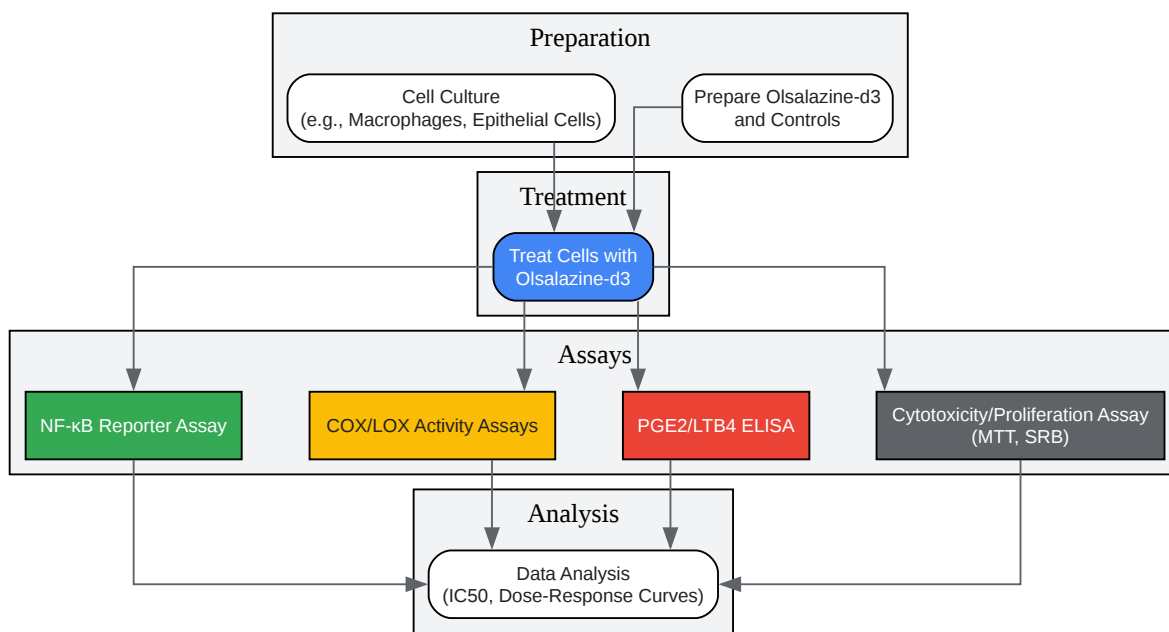 Preparation
Cell Culture
(e.g., Macrophages, Epithelial Cells)
Prepare Olsalazine-d3
and Controls
Treatment
Treat Cells with
Olsalazine-d3
Assays
NF-κB Reporter Assay
COX/LOX Activity Assays
PGE2/LTB4 ELISA
Cytotoxicity/Proliferation Assay
(MTT, SRB)
Analysis
Data Analysis
(IC50, Dose-Response Curves)